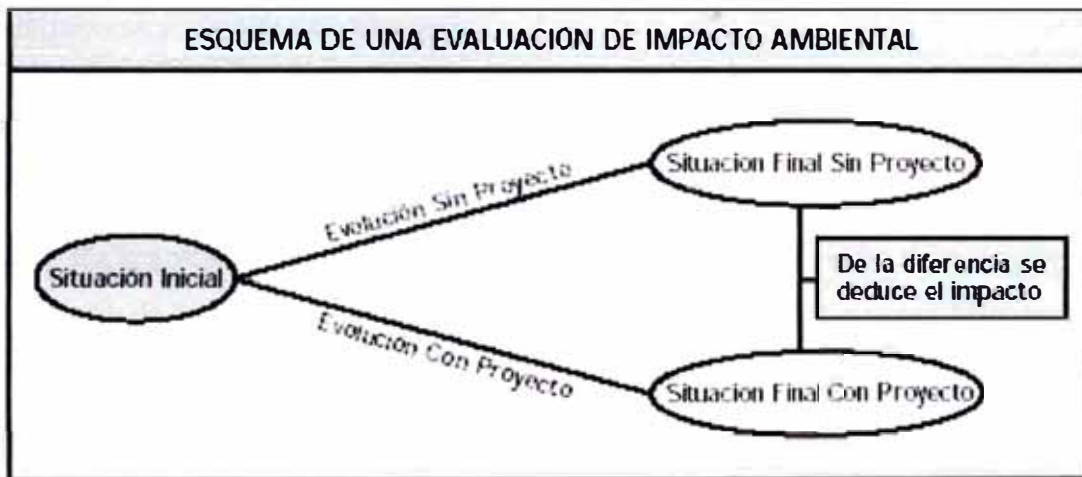 ESQUEMA DE UNA EVALUACION DE IMPACTO AMBIENTAL
Situación Inicial
Evolución Sin Proyecto
Evolución Con Proyecto
Situacion Final Sin Proyecto
De la diferencia se
deduce el impacto
Situacion Final Con Proyecto